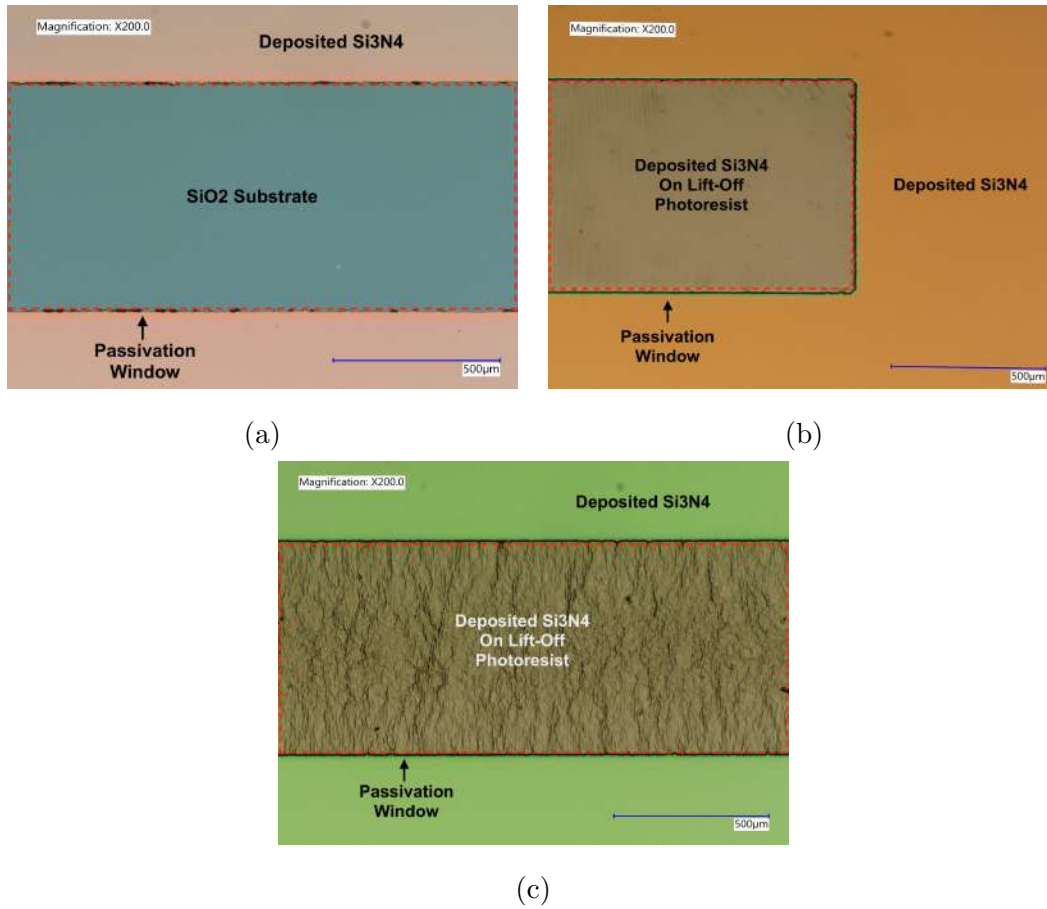 Magnification: X200.0
Deposited Si3N4
SiO2 Substrate
Passivation
Window
500µm
(a)
Magnification: X200.0
Deposited Si3N4
On Lift-Off
Photoresist
Deposited Si3N4
Passivation
Window
500µm
(b)
Magnification: X200.0
Deposited Si3N4
Deposited Si3N4
On Lift-Off
Photoresist
Passivation
Window
500µm
(c)